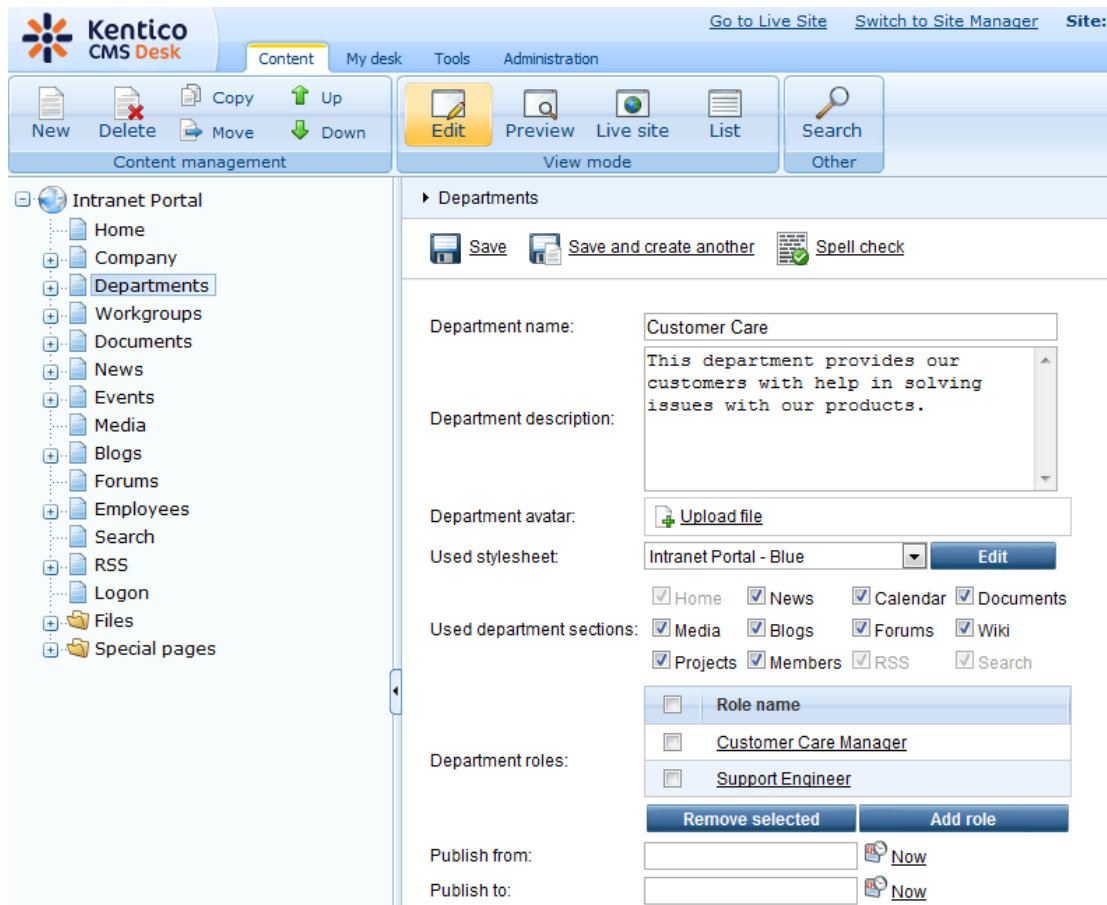 Kentico
CMS Desk
Go to Live Site Switch to Site Manager Site:
Content My desk Tools Administration
New Delete Copy Move Up Down
Content management
Edit Preview Live site List
View mode
Search
Other
Intranet Portal
Home
Company
Departments
Workgroups
Documents
News
Events
Media
Blogs
Forums
Employees
Search
RSS
Logon
Files
Special pages
Departments
Save Save and create another Spell check
Department name: Customer Care
Department description: This department provides our
customers with help in solving
issues with our products.
Department avatar: Upload file
Used stylesheet: Intranet Portal - Blue Edit
Used department sections:
Home News Calendar Documents
Media Blogs Forums Wiki
Projects Members RSS Search
Department roles:
Role name
Customer Care Manager
Support Engineer
Remove selected Add role
Publish from: Now
Publish to: Now